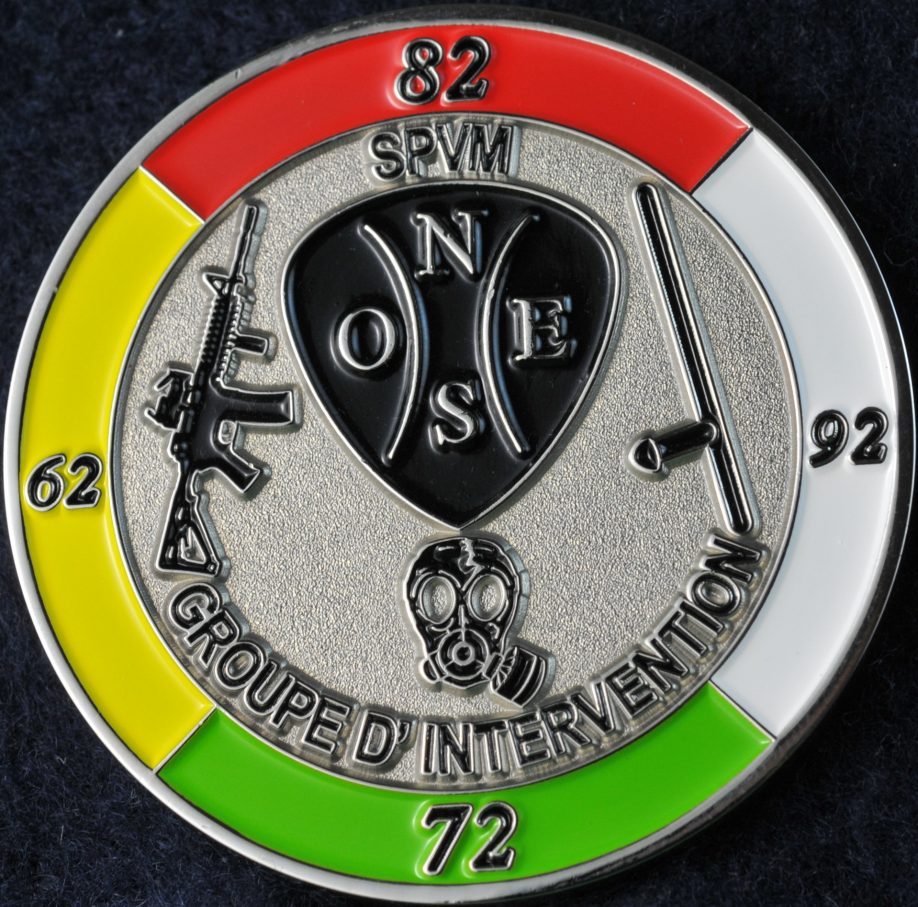 82
SPVM
N
O E
S
62
92
GROUPE D' INTERVENTION
72